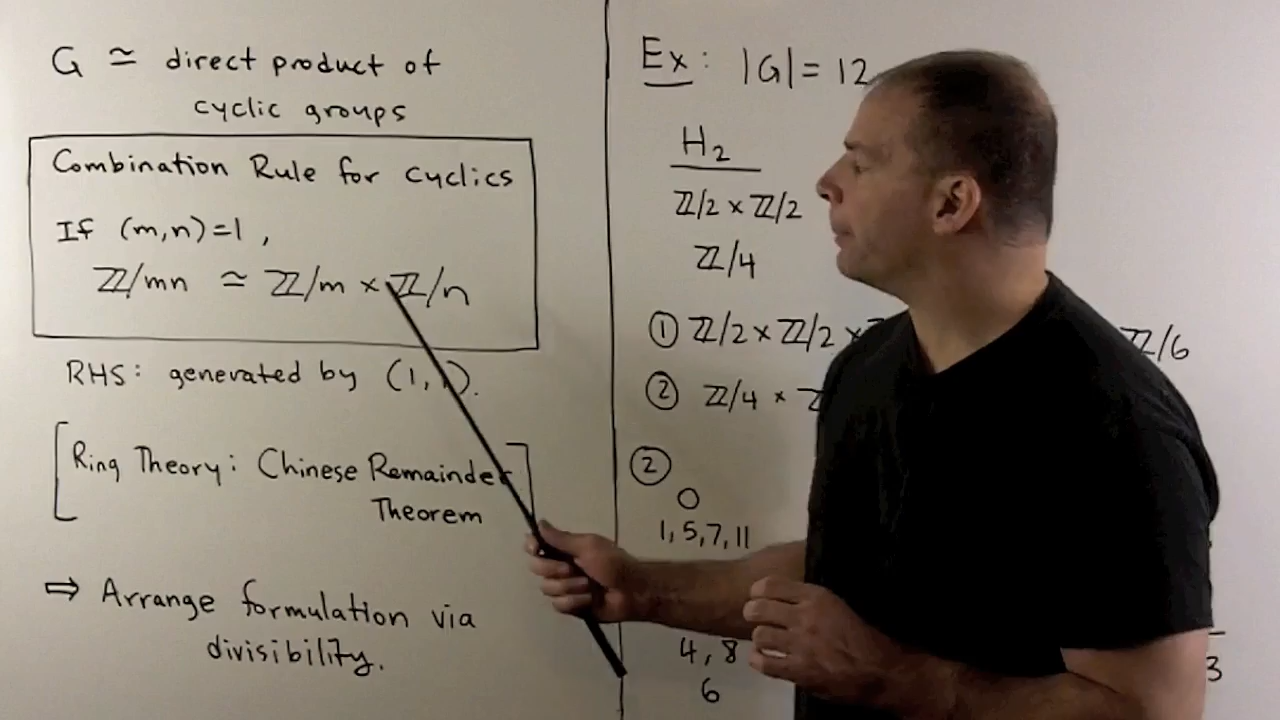 G ≃ direct product of
cyclic groups
Combination Rule for cyclics
If (m,n)=1,
ℤ/mn ≃ ℤ/m × ℤ/n
RHS: generated by (1,1).
[Ring Theory: Chinese Remainder
Theorem]
⇒ Arrange formulation via
divisibility.
Ex: |G|= 12
H₂
ℤ/2 × ℤ/2
ℤ/4
① ℤ/2 × ℤ/2 × ℤ/6
② ℤ/4 ×
②
0
1, 5, 7, 11
4, 8
6
3